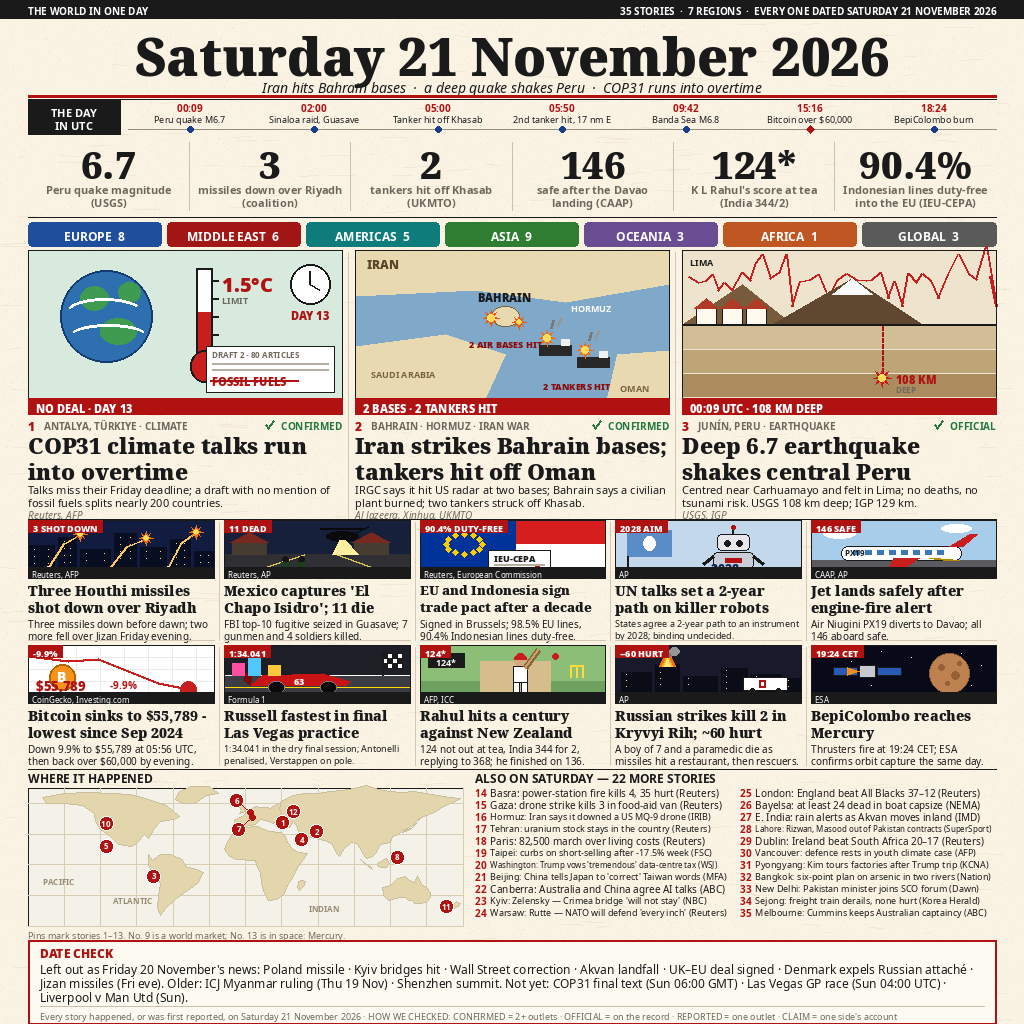 THE WORLD IN ONE DAY
35 STORIES · 7 REGIONS · EVERY ONE DATED SATURDAY 21 NOVEMBER 2026
Saturday 21 November 2026
Iran hits Bahrain bases · a deep quake shakes Peru · COP31 runs into overtime
THE DAY
IN UTC
00:09
Peru quake M6.7
02:00
Sinaloa raid, Guasave
05:00
Tanker hit off Khasab
05:50
2nd tanker hit, 17 nm E
09:42
Banda Sea M6.8
15:16
Bitcoin over $60,000
18:24
BepiColombo burn
6.7
Peru quake magnitude
(USGS)
3
missiles down over Riyadh
(coalition)
2
tankers hit off Khasab
(UKMTO)
146
safe after the Davao
landing (CAAP)
124*
K L Rahul's score at tea
(India 344/2)
90.4%
Indonesian lines duty-free
into the EU (IEU-CEPA)
EUROPE 8
MIDDLE EAST 6
AMERICAS 5
ASIA 9
OCEANIA 3
AFRICA 1
GLOBAL 3
1.5°C
LIMIT
DAY 13
DRAFT 2 · 80 ARTICLES
FOSSIL FUELS
NO DEAL · DAY 13
1 ANTALYA, TÜRKIYE · CLIMATE
CONFIRMED
COP31 climate talks run
into overtime
Talks miss their Friday deadline; a draft with no mention of
fossil fuels splits nearly 200 countries.
Reuters, AFP
IRAN
BAHRAIN
HORMUZ
2 AIR BASES HIT
SAUDI ARABIA
2 TANKERS HIT
OMAN
2 BASES · 2 TANKERS HIT
2 BAHRAIN · HORMUZ · IRAN WAR
CONFIRMED
Iran strikes Bahrain bases;
tankers hit off Oman
IRGC says it hit US radar at two bases; Bahrain says a civilian
plant burned; two tankers struck off Khasab.
Al Jazeera, Xinhua, UKMTO
LIMA
108 KM
DEEP
00:09 UTC · 108 KM DEEP
3 JUNÍN, PERU · EARTHQUAKE
OFFICIAL
Deep 6.7 earthquake
shakes central Peru
Centred near Carhuamayo and felt in Lima; no deaths, no
tsunami risk. USGS 108 km deep; IGP 129 km.
USGS, IGP
3 SHOT DOWN
Reuters, AFP
Three Houthi missiles
shot down over Riyadh
Three missiles down before dawn; two
more fell over Jizan Friday evening.
11 DEAD
Reuters, AP
Mexico captures 'El
Chapo Isidro'; 11 die
FBI top-10 fugitive seized in Guasave; 7
gunmen and 4 soldiers killed.
90.4% DUTY-FREE
IEU-CEPA
Reuters, European Commission
EU and Indonesia sign
trade pact after a decade
Signed in Brussels; 98.5% EU lines,
90.4% Indonesian lines duty-free.
2028 AIM
2028
AP
UN talks set a 2-year
path on killer robots
States agree a 2-year path to an instrument
by 2028; binding undecided.
146 SAFE
PX19
CAAP, AP
Jet lands safely after
engine-fire alert
Air Niugini PX19 diverts to Davao; all
146 aboard safe.
-9.9%
B
$55,789
-9.9%
CoinGecko, Investing.com
Bitcoin sinks to $55,789 -
lowest since Sep 2024
Down 9.9% to $55,789 at 05:56 UTC,
then back over $60,000 by evening.
1:34.041
63
Formula 1
Russell fastest in final
Las Vegas practice
1:34.041 in the dry final session; Antonelli
penalised, Verstappen on pole.
124*
124*
AFP, ICC
Rahul hits a century
against New Zealand
124 not out at tea, India 344 for 2,
replying to 368; he finished on 136.
~60 HURT
AP
Russian strikes kill 2 in
Kryvyi Rih; ~60 hurt
A boy of 7 and a paramedic die as
missiles hit a restaurant, then rescuers.
19:24 CET
ESA
BepiColombo reaches
Mercury
Thrusters fire at 19:24 CET; ESA
confirms orbit capture the same day.
WHERE IT HAPPENED
PACIFIC
ATLANTIC
INDIAN
10
5
3
6
7
1
12
4
2
8
11
Pins mark stories 1–13. No. 9 is a world market; No. 13 is in space: Mercury.
ALSO ON SATURDAY — 22 MORE STORIES
14 Basra: power-station fire kills 4, 35 hurt (Reuters)
15 Gaza: drone strike kills 3 in food-aid van (Reuters)
16 Hormuz: Iran says it downed a US MQ-9 drone (IRIB)
17 Tehran: uranium stock stays in the country (Reuters)
18 Paris: 82,500 march over living costs (Reuters)
19 Taipei: curbs on short-selling after -17.5% week (FSC)
20 Washington: Trump vows 'tremendous' data-centre tax (WSJ)
21 Beijing: China tells Japan to 'correct' Taiwan words (MFA)
22 Canberra: Australia and China agree AI talks (ABC)
23 Kyiv: Zelensky — Crimea bridge 'will not stay' (NBC)
24 Warsaw: Rutte — NATO will defend 'every inch' (Reuters)
25 London: England beat All Blacks 37–12 (Reuters)
26 Bayelsa: at least 24 dead in boat capsize (NEMA)
27 E. India: rain alerts as Akvan moves inland (IMD)
28 Lahore: Rizwan, Masood out of Pakistan contracts (SuperSport)
29 Dublin: Ireland beat South Africa 20–17 (Reuters)
30 Vancouver: defence rests in youth climate case (AFP)
31 Pyongyang: Kim tours factories after Trump trip (KCNA)
32 Bangkok: six-point plan on arsenic in two rivers (Nation)
33 New Delhi: Pakistan minister joins SCO forum (Dawn)
34 Sejong: freight train derails, none hurt (Korea Herald)
35 Melbourne: Cummins keeps Australian captaincy (ABC)
DATE CHECK
Left out as Friday 20 November's news: Poland missile · Kyiv bridges hit · Wall Street correction · Akvan landfall · UK–EU deal signed · Denmark expels Russian attaché ·
Jizan missiles (Fri eve). Older: ICJ Myanmar ruling (Thu 19 Nov) · Shenzhen summit. Not yet: COP31 final text (Sun 06:00 GMT) · Las Vegas GP race (Sun 04:00 UTC) ·
Liverpool v Man Utd (Sun).
Every story happened, or was first reported, on Saturday 21 November 2026 · HOW WE CHECKED: CONFIRMED = 2+ outlets · OFFICIAL = on the record · REPORTED = one outlet · CLAIM = one side's account